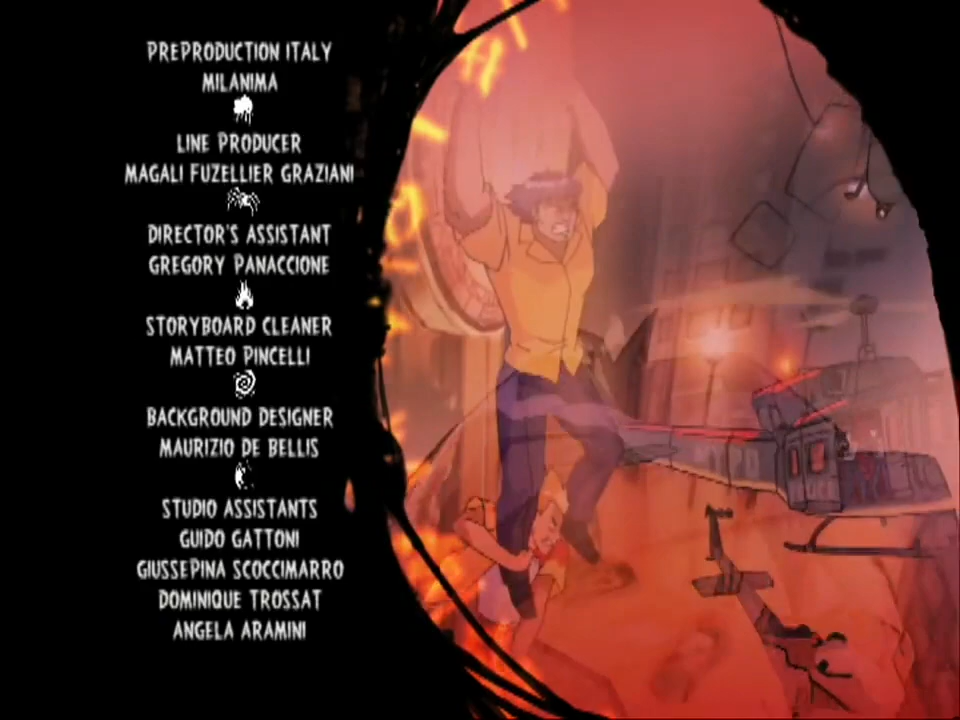 PREPRODUCTION ITALY
MILANIMA
LINE PRODUCER
MAGALI FUZELLIER GRAZIANI
DIRECTOR'S ASSISTANT
GREGORY PANACCIONE
STORYBOARD CLEANER
MATTEO PINCELLI
BACKGROUND DESIGNER
MAURIZIO DE BELLIS
STUDIO ASSISTANTS
GUIDO GATTONI
GIUSSEPINA SCOCCIMARRO
DOMINIQUE TROSSAT
ANGELA ARAMINI